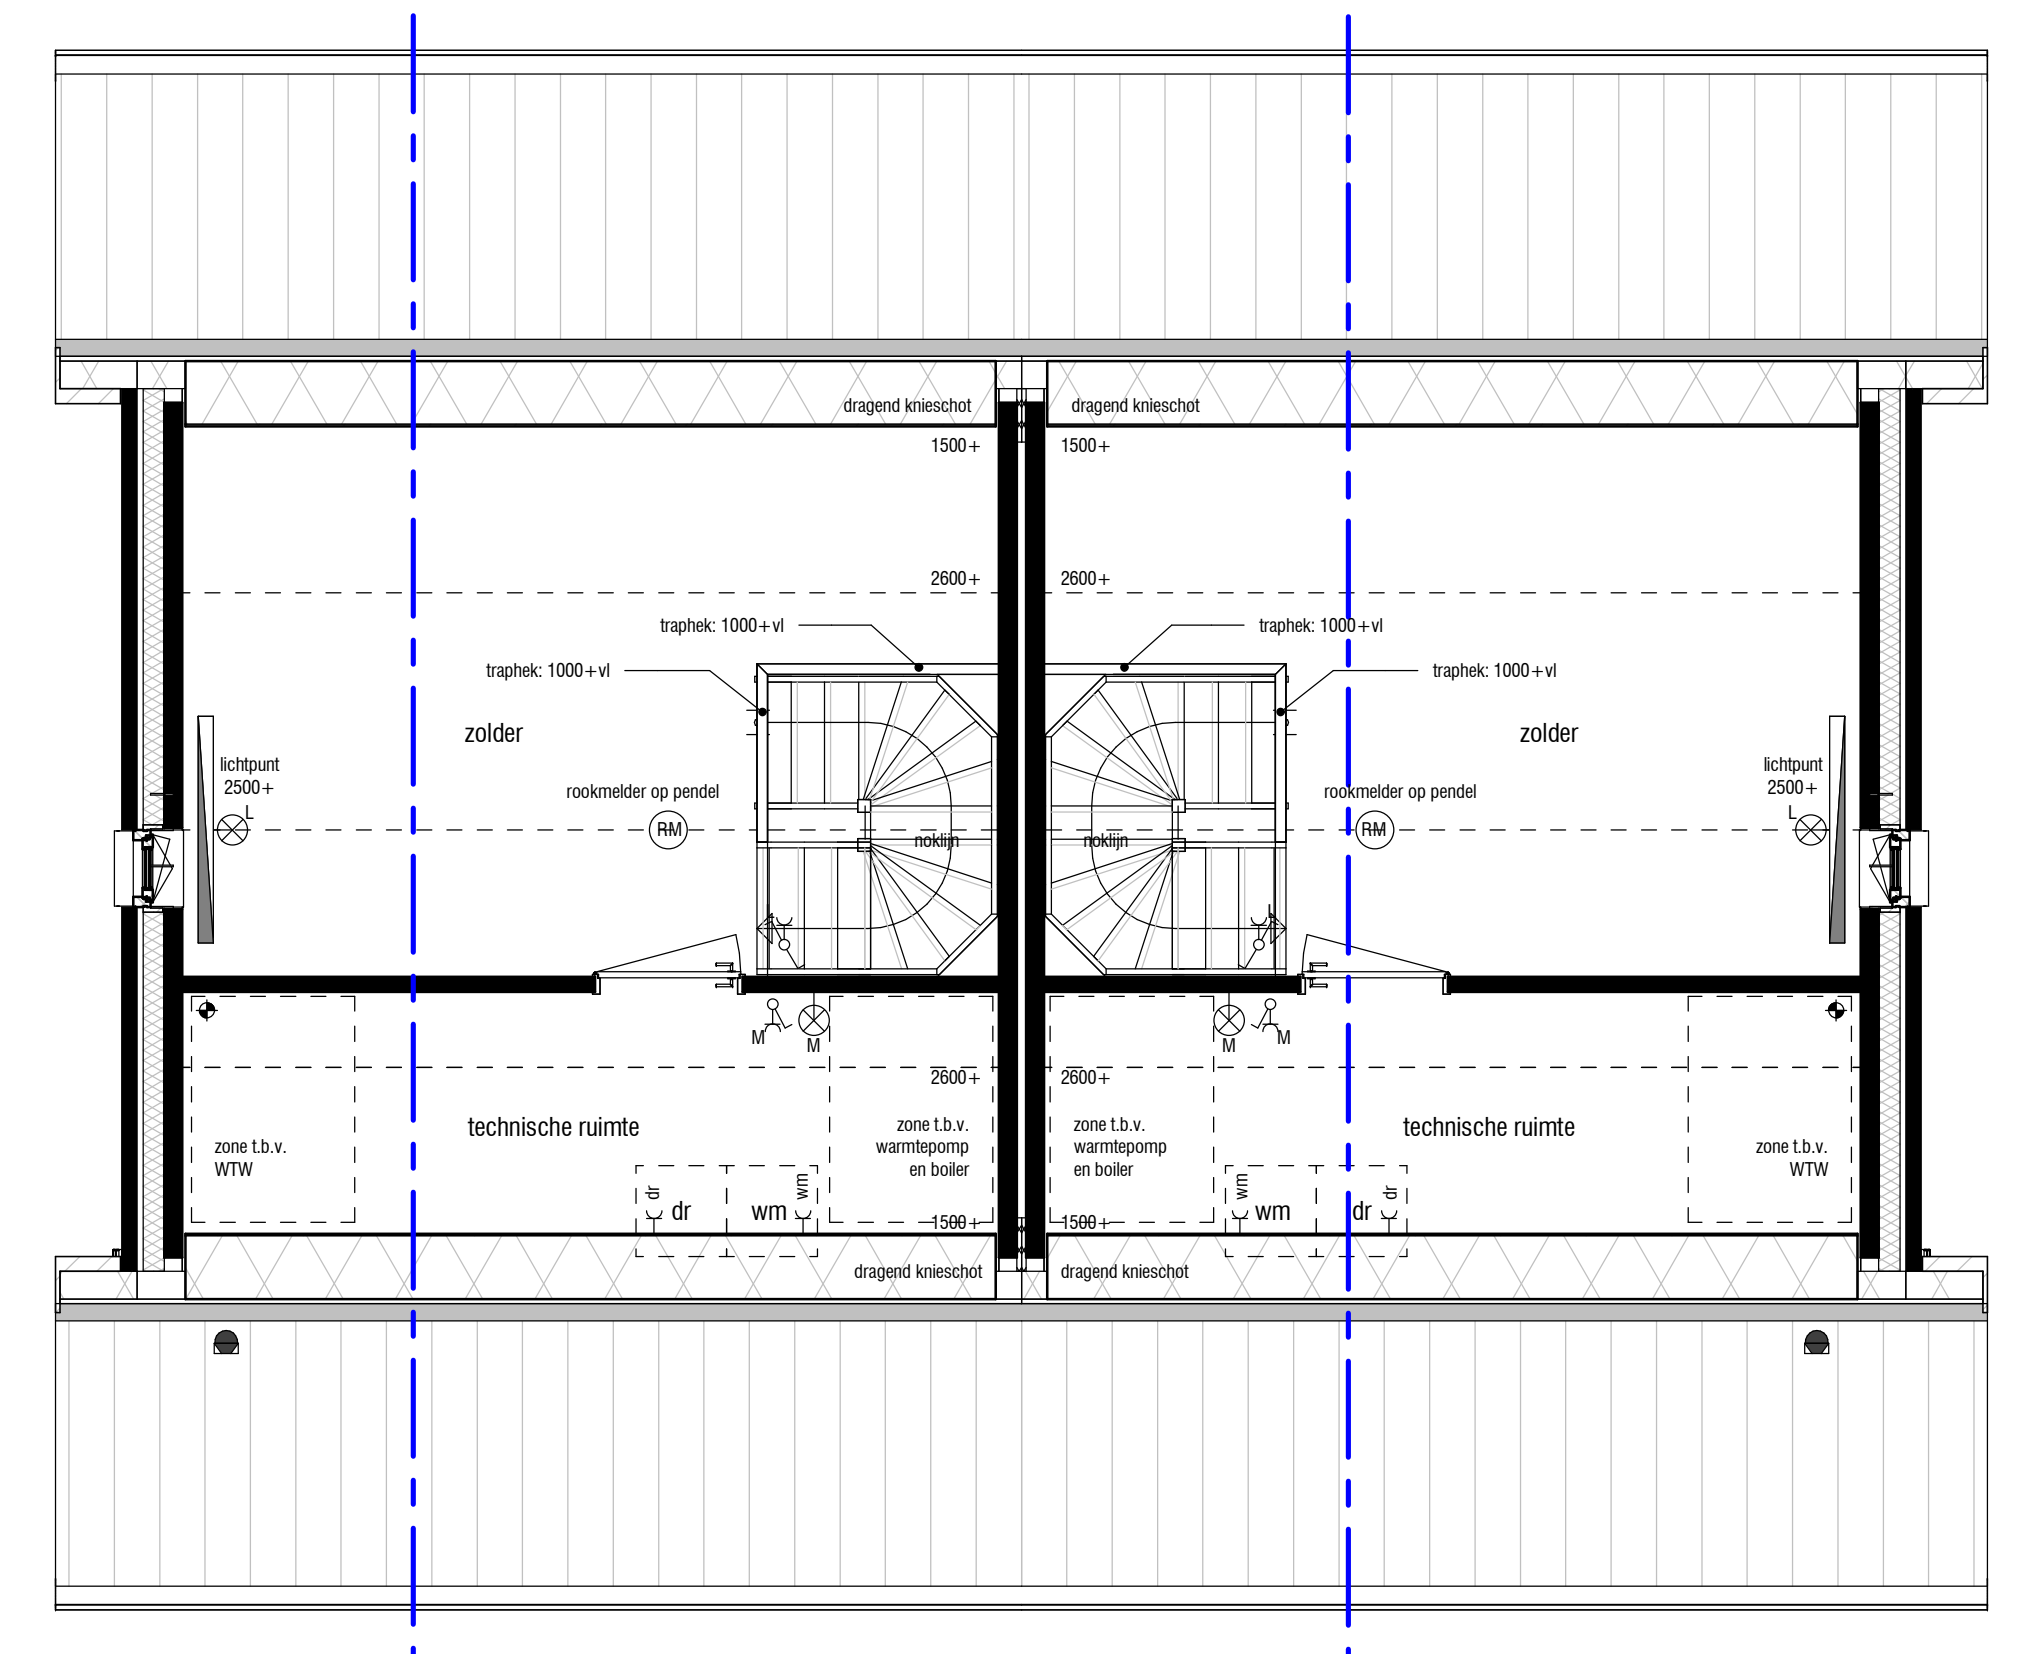 dragend knieschot
dragend knieschot
1500+
1500+
2600+
2600+
traphek: 1000+vl
traphek: 1000+vl
traphek: 1000+vl
traphek: 1000+vl
zolder
zolder
lichtpunt
2500+
L
rookmelder op pendel
RM
rookmelder op pendel
RM
lichtpunt
2500+
L
noklijn
noklijn
L
L
M
M
M
M
2600+
2600+
technische ruimte
technische ruimte
zone t.b.v.
WTW
zone t.b.v.
warmtepomp
en boiler
zone t.b.v.
warmtepomp
en boiler
zone t.b.v.
WTW
dr
dr
wm
wm
wm
wm
dr
dr
1500+
1500+
dragend knieschot
dragend knieschot